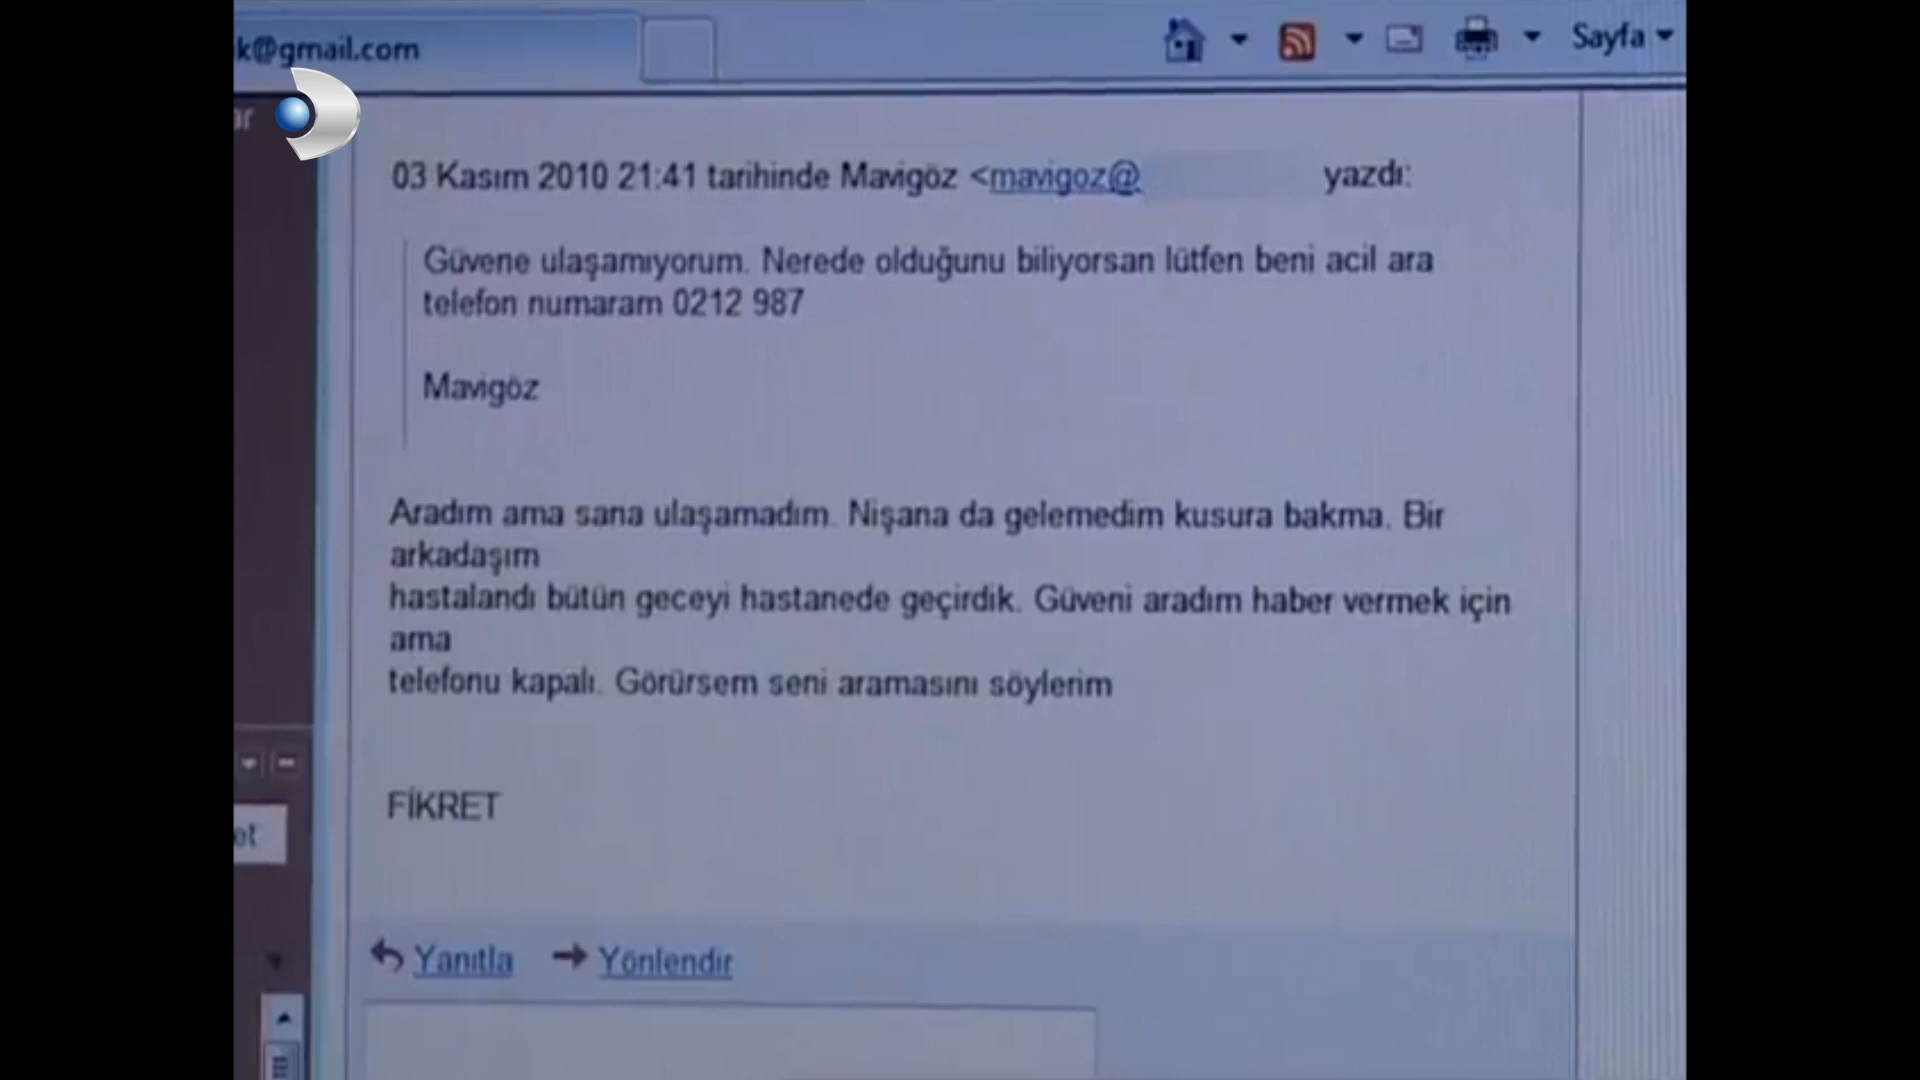 k@gmail.com
Sayfa
ar
03 Kasım 2010 21:41 tarihinde Mavigöz <mavigoz@ yazdı:
Güvene ulaşamıyorum. Nerede olduğunu biliyorsan lütfen beni acil ara
telefon numaram 0212 987
Mavigöz
Aradım ama sana ulaşamadım. Nişana da gelemedim kusura bakma. Bir
arkadaşım
hastalandı bütün geceyi hastanede geçirdik. Güveni aradım haber vermek için
ama
telefonu kapalı. Görürsem seni aramasını söylerim
FİKRET
et
Yanıtla Yönlendir